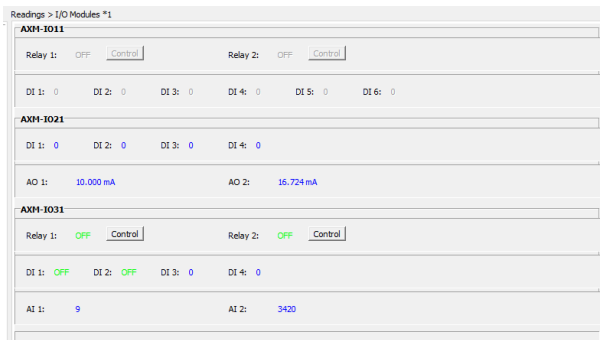 Readings > I/O Modules *1
AXM-IO11
Relay 1: OFF Control Relay 2: OFF Control
DI 1: 0 DI 2: 0 DI 3: 0 DI 4: 0 DI 5: 0 DI 6: 0
AXM-IO21
DI 1: 0 DI 2: 0 DI 3: 0 DI 4: 0
AO 1: 10.000 mA AO 2: 16.724 mA
AXM-IO31
Relay 1: OFF Control Relay 2: OFF Control
DI 1: OFF DI 2: OFF DI 3: 0 DI 4: 0
AI 1: 9 AI 2: 3420